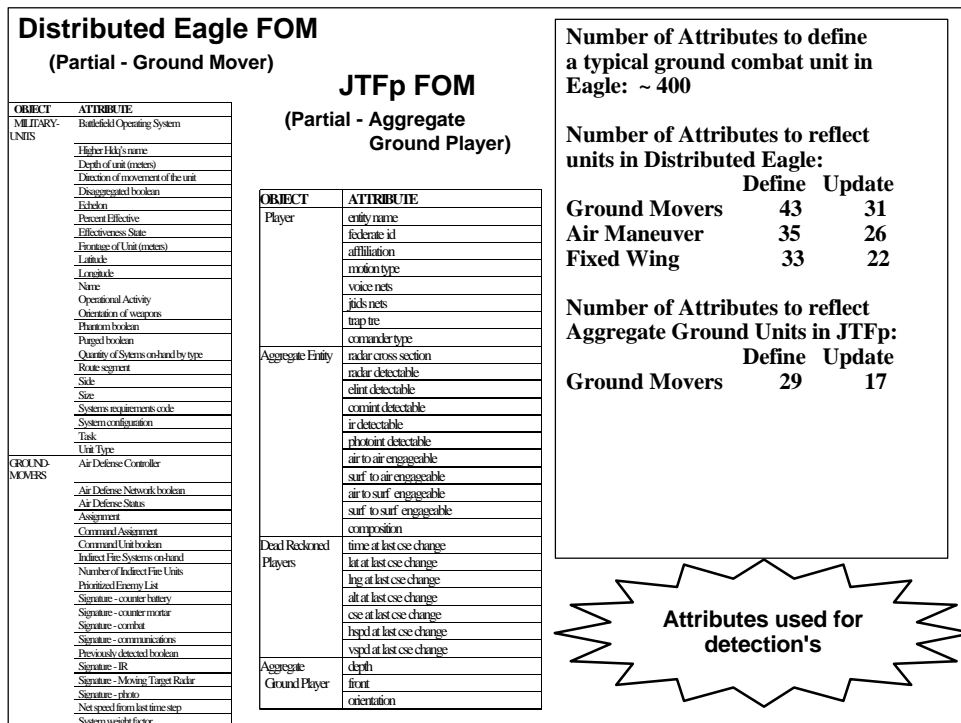 Distributed Eagle FOM
(Partial - Ground Mover)
OBJECT ATTRIBUTE
MILITARY- Battlefield Operating System
UNITS
Higher Hdq's name
Depth of unit (meters)
Direction of movement of the unit
Disaggregated boolean
Echelon
Percent Effective
Effectiveness State
Frontage of Unit (meters)
Latitude
Longitude
Name
Operational Activity
Orientation of weapons
Phantom boolean
Purged boolean
Quantity of Sytems on-hand by type
Route segment
Side
Size
Systems requirements code
System configuration
Task
Unit Type
GROUND- Air Defense Controller
MOVERS
Air Defense Network boolean
Air Defense Status
Assignment
Command Assignment
Command Unit boolean
Indirect Fire Systems on-hand
Number of Indirect Fire Units
Prioritized Enemy List
Signature - counter battery
Signature - counter mortar
Signature - combat
Signature - communications
Previously detected boolean
Signature - IR
Signature - Moving Target Radar
Signature - photo
Net speed from last time step
System weight factor
JTFp FOM
(Partial - Aggregate
Ground Player)
OBJECT ATTRIBUTE
Player entity name
federate id
affliliation
motion type
voice nets
jtids nets
trap tre
comander type
Aggregate Entity radar cross section
radar detectable
elint detectable
comint detectable
ir detectable
photoint detectable
air to air engageable
surf to air engageable
air to surf engageable
surf to surf engageable
composition
Dead Reckoned time at last cse change
Players lat at last cse change
lng at last cse change
alt at last cse change
cse at last cse change
hspd at last cse change
vspd at last cse change
Aggregate depth
Ground Player front
orientation
Number of Attributes to define
a typical ground combat unit in
Eagle: ~ 400
Number of Attributes to reflect
units in Distributed Eagle:
Define Update
Ground Movers 43 31
Air Maneuver 35 26
Fixed Wing 33 22
Number of Attributes to reflect
Aggregate Ground Units in JTFp:
Define Update
Ground Movers 29 17
Attributes used for
detection's